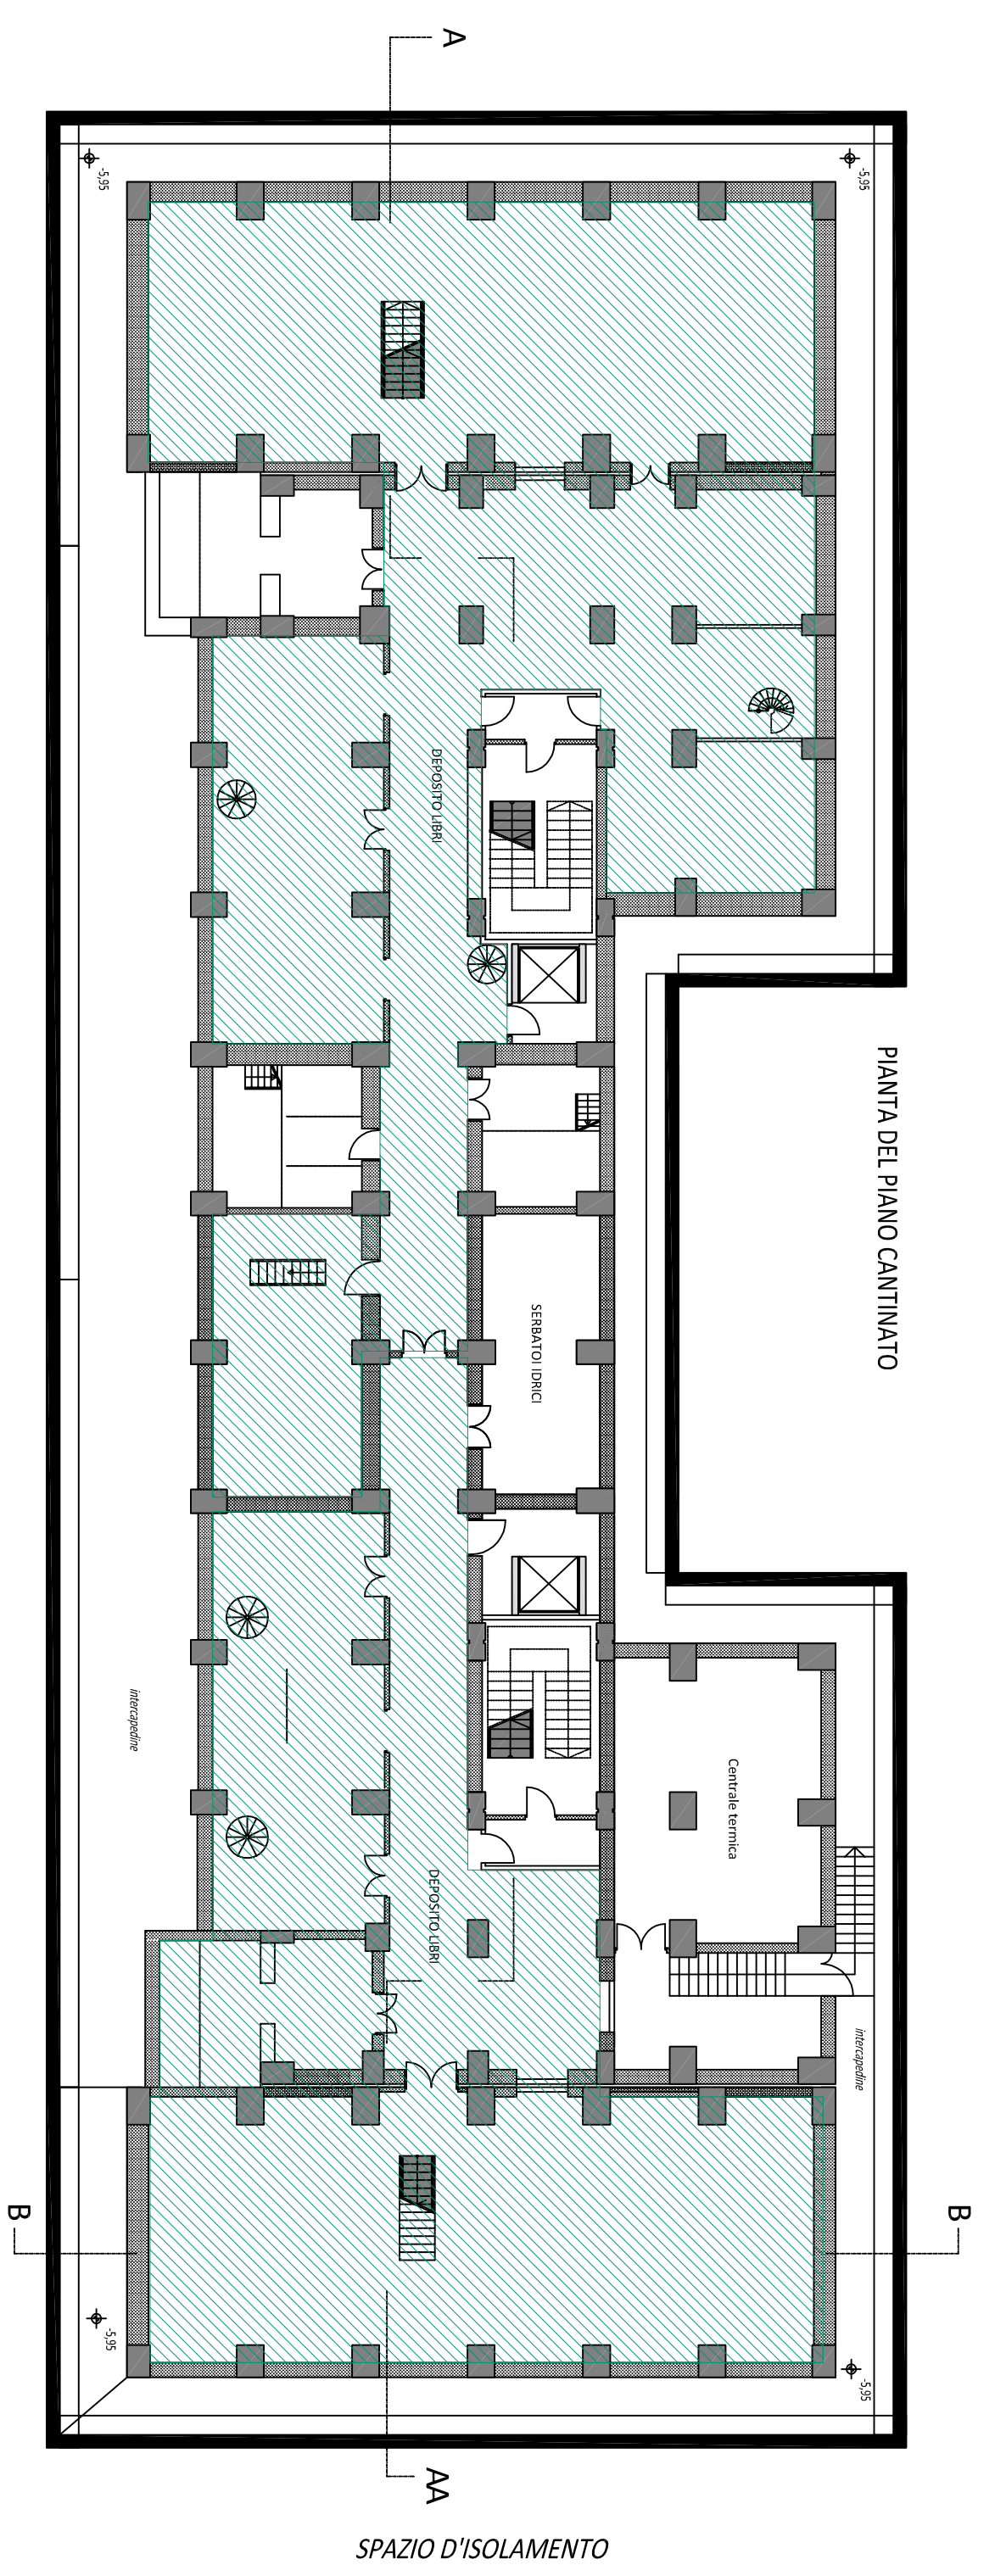 A
-5,95
-5,95
DEPOSITO LIBRI
PIANTA DEL PIANO CANTINATO
SERBATOI IDRICI
intercapedine
Centrale termica
DEPOSITO LIBRI
intercapedine
B
B
-5,95
-5,95
AA
SPAZIO D'ISOLAMENTO